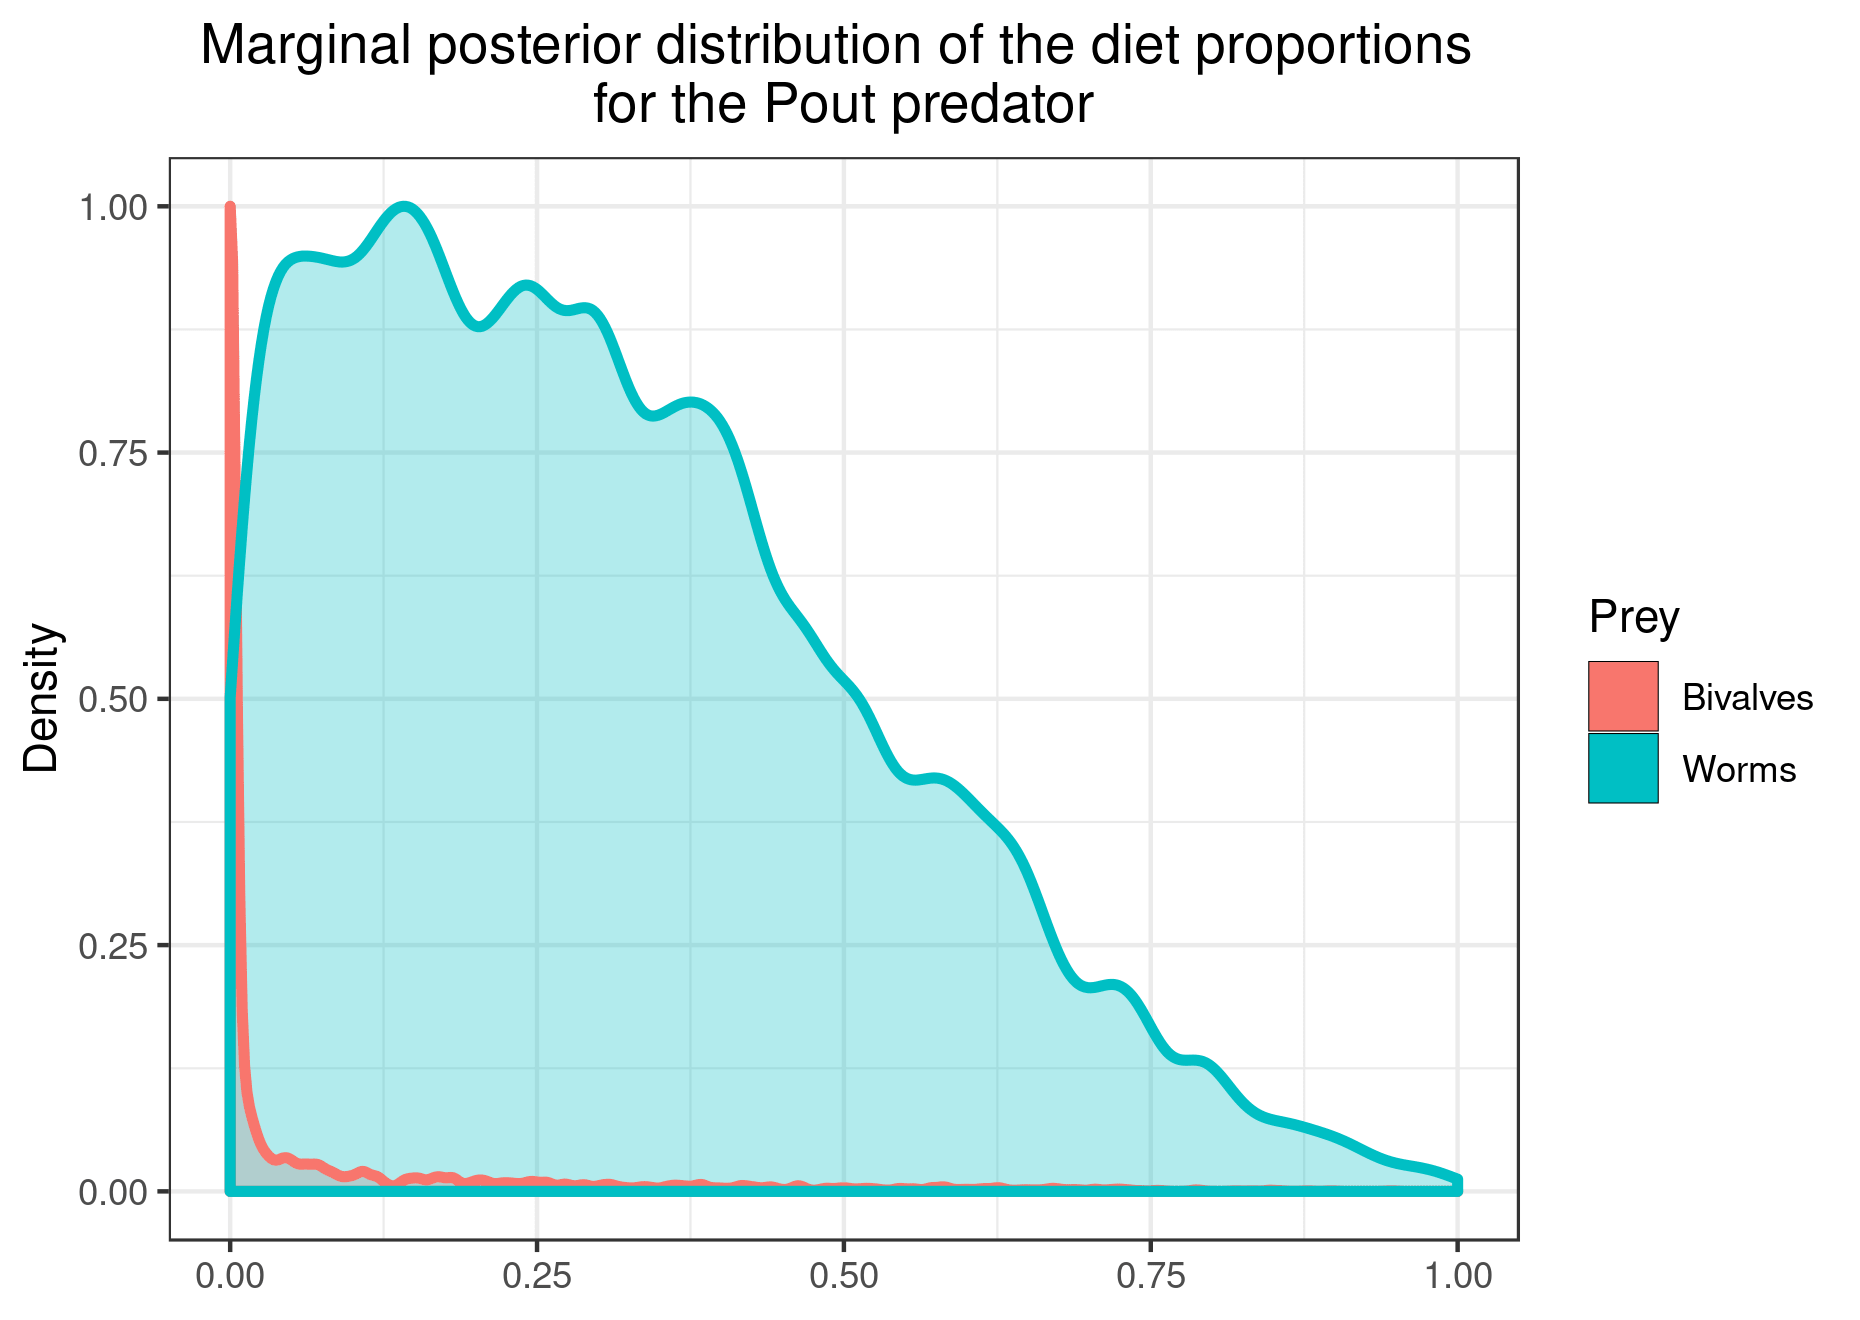 Marginal posterior distribution of the diet proportions
for the Pout predator
1.00
0.75
0.50
0.25
0.00
Density
0.00 0.25 0.50 0.75 1.00
Prey
Bivalves
Worms